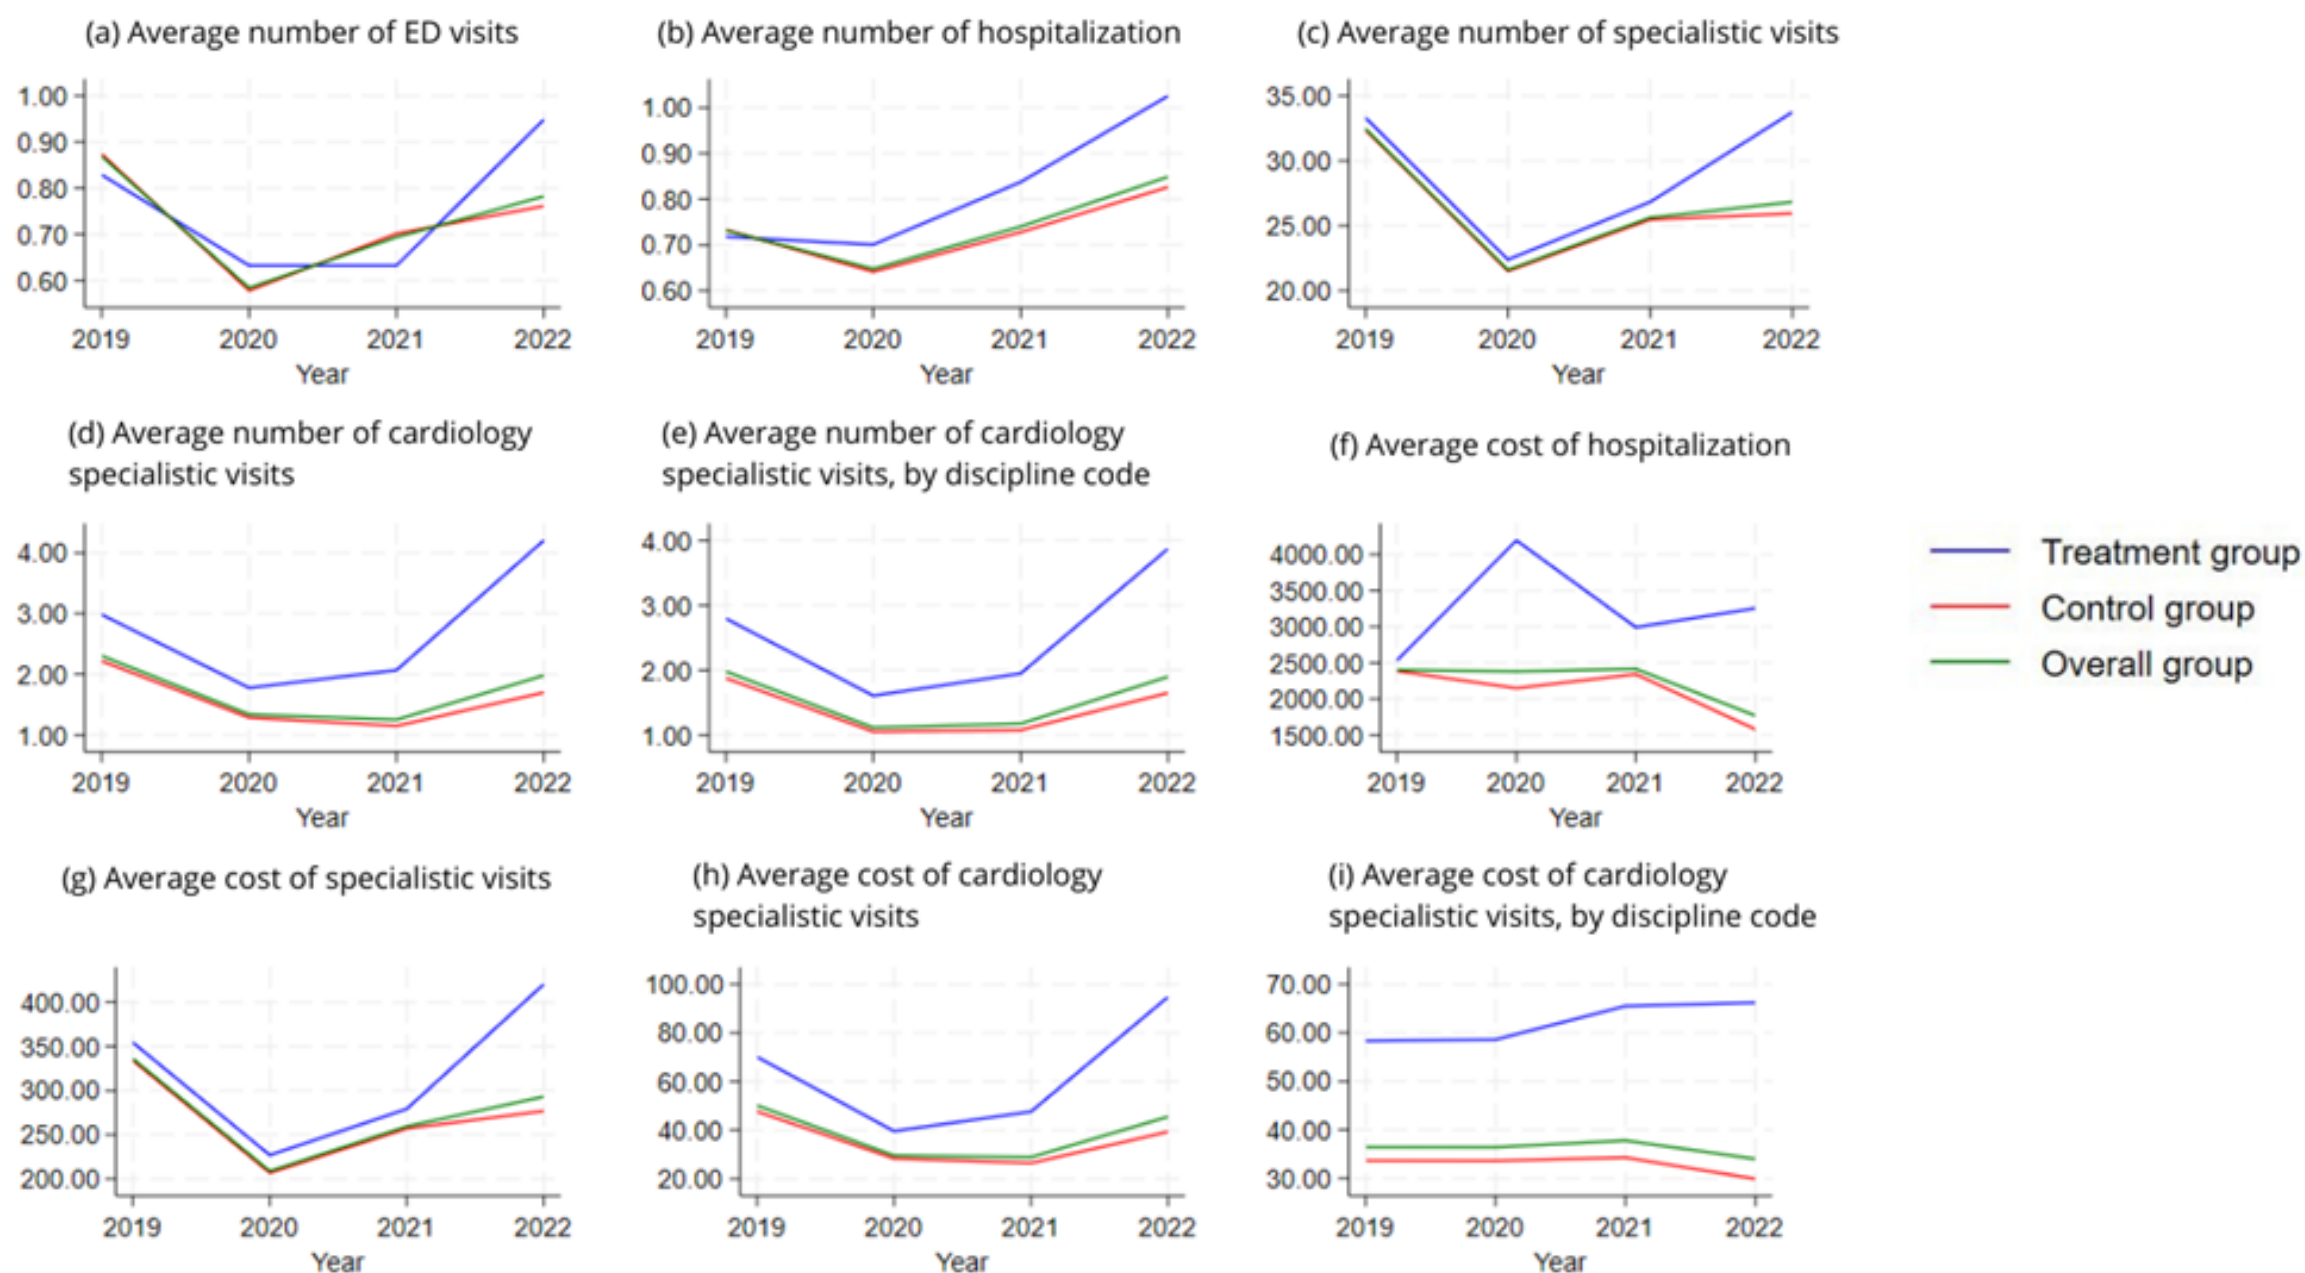 (a) Average number of ED visits
1.00
0.90
0.80
0.70
0.60
2019 2020 2021 2022
Year
(b) Average number of hospitalization
1.00
0.90
0.80
0.70
0.60
2019 2020 2021 2022
Year
(c) Average number of specialistic visits
35.00
30.00
25.00
20.00
2019 2020 2021 2022
Year
(d) Average number of cardiology
specialistic visits
4.00
3.00
2.00
1.00
2019 2020 2021 2022
Year
(e) Average number of cardiology
specialistic visits, by discipline code
4.00
3.00
2.00
1.00
2019 2020 2021 2022
Year
(f) Average cost of hospitalization
4000.00
3500.00
3000.00
2500.00
2000.00
1500.00
2019 2020 2021 2022
Year
Treatment group
Control group
Overall group
(g) Average cost of specialistic visits
400.00
350.00
300.00
250.00
200.00
2019 2020 2021 2022
Year
(h) Average cost of cardiology
specialistic visits
100.00
80.00
60.00
40.00
20.00
2019 2020 2021 2022
Year
(i) Average cost of cardiology
specialistic visits, by discipline code
70.00
60.00
50.00
40.00
30.00
2019 2020 2021 2022
Year